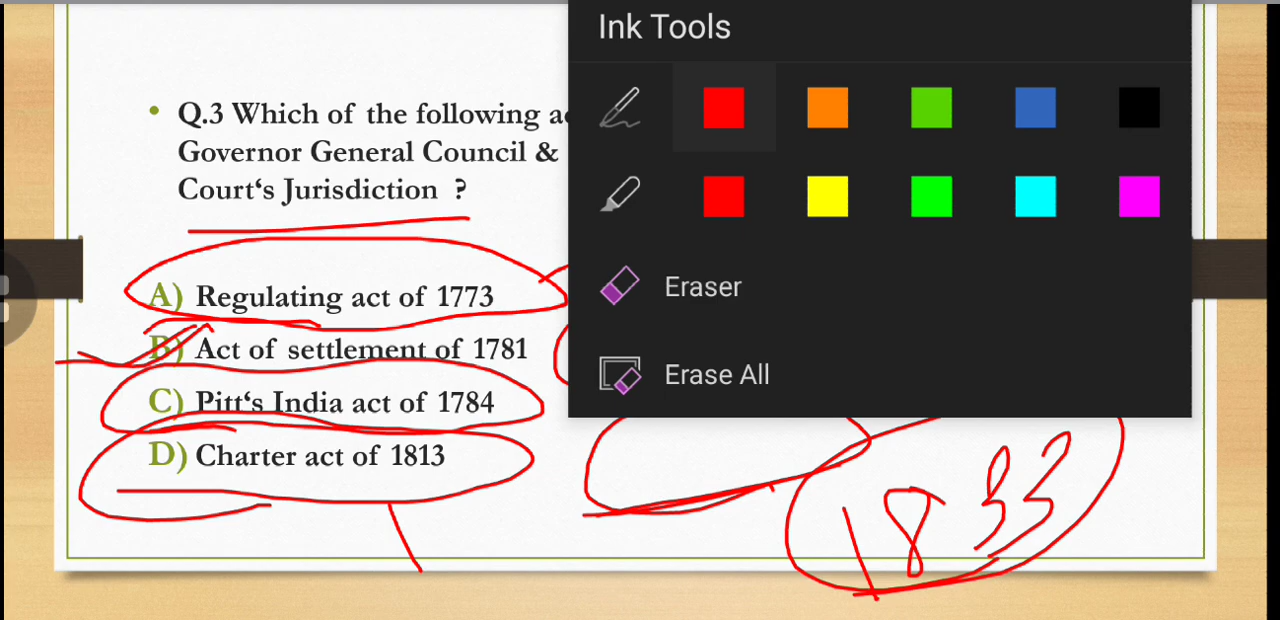 Ink Tools
Q.3 Which of the following
Governor General Council &
Court's Jurisdiction ?
Eraser
A) Regulating act of 1773
B) Act of settlement of 1781
Erase All
C) Pitt's India act of 1784
D) Charter act of 1813
1833